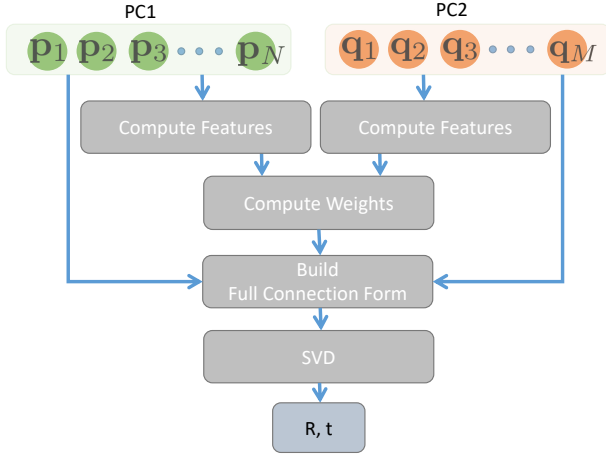 PC1 PC2
p1 p2 p3 ···· pN q1 q2 q3 ···· qM
Compute Features Compute Features
Compute Weights
Build
Full Connection Form
SVD
R, t